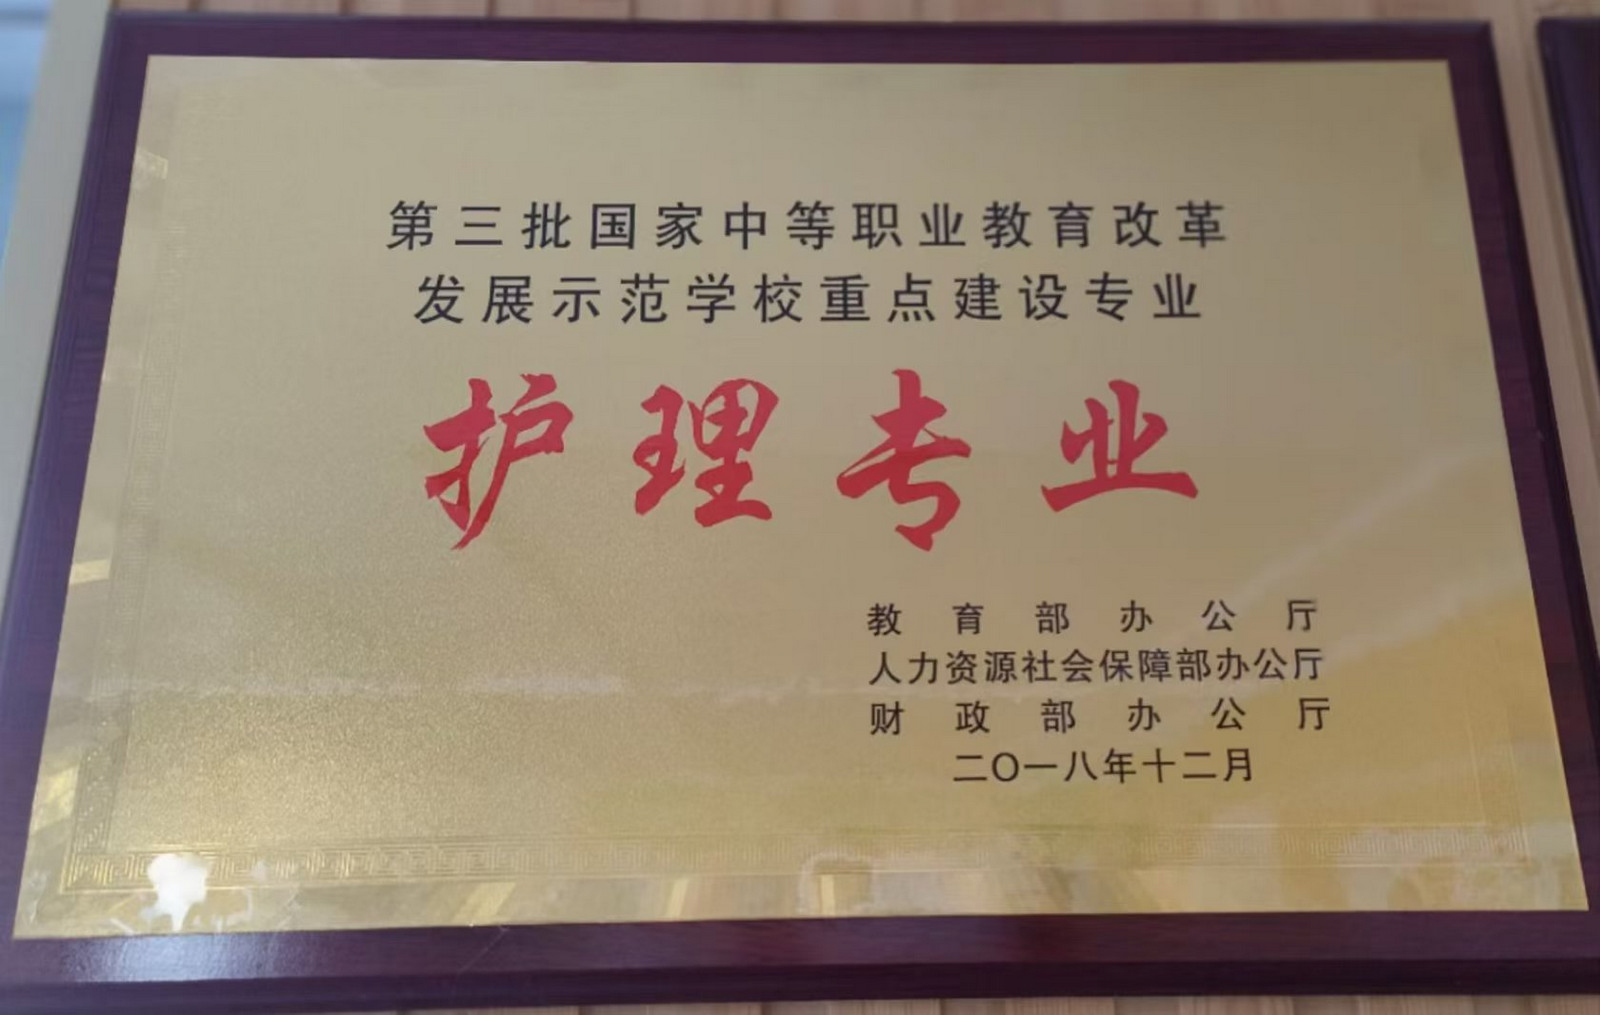 第三批国家中等职业教育改革
发展示范学校重点建设专业
护理专业
教育部办公厅
人力资源社会保障部办公厅
财政部办公厅
二〇一八年十二月